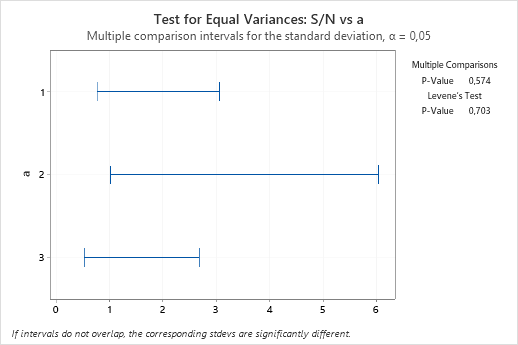 Test for Equal Variances: S/N vs a
Multiple comparison intervals for the standard deviation, α = 0,05
Multiple Comparisons
P-Value 0,574
Levene's Test
P-Value 0,703
1
a
2
3
0 1 2 3 4 5 6
If intervals do not overlap, the corresponding stdevs are significantly different.